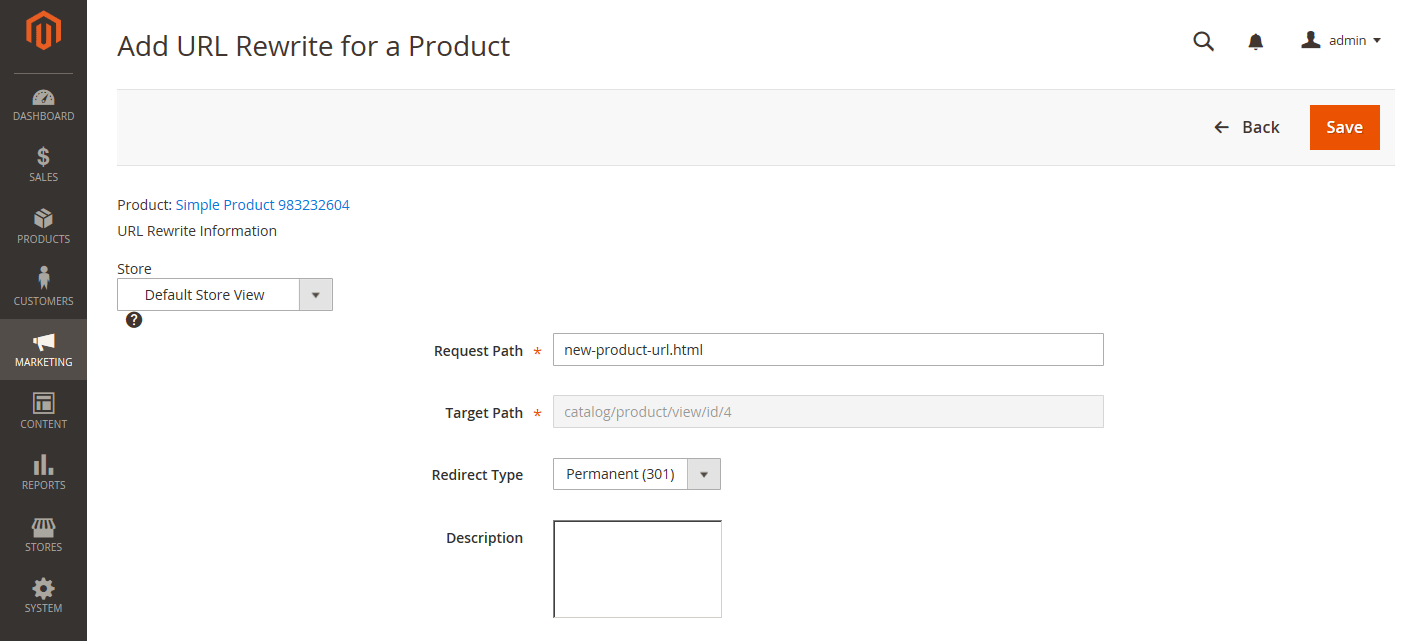 Add URL Rewrite for a Product
admin
Back
Save
DASHBOARD
SALES
PRODUCTS
CUSTOMERS
MARKETING
CONTENT
REPORTS
STORES
SYSTEM
Product: Simple Product 983232604
URL Rewrite Information
Store
Default Store View
?
Request Path * new-product-url.html
Target Path * catalog/product/view/id/4
Redirect Type Permanent (301)
Description